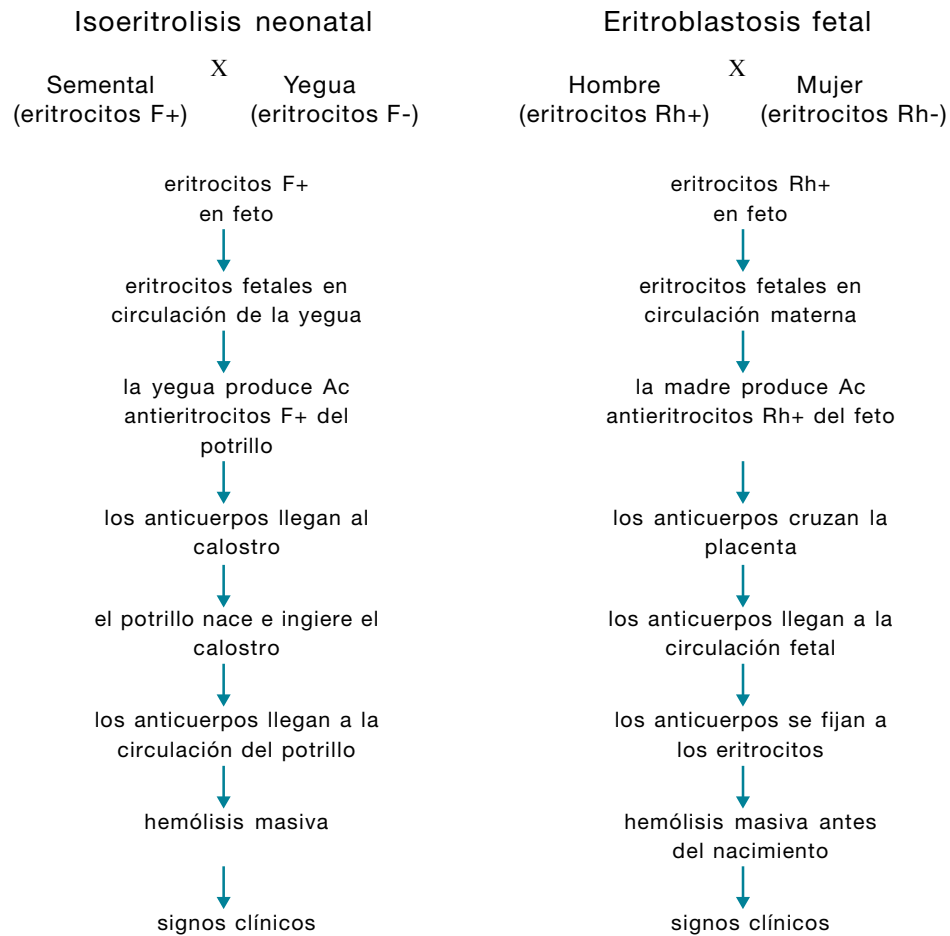 Isoeritrolisis neonatal
X
Semental
(eritrocitos F+)
Yegua
(eritrocitos F-)
eritrocitos F+
en feto
eritrocitos fetales en
circulación de la yegua
la yegua produce Ac
antieritrocitos F+ del
potrillo
los anticuerpos llegan al
calostro
el potrillo nace e ingiere el
calostro
los anticuerpos llegan a la
circulación del potrillo
hemólisis masiva
signos clínicos
Eritroblastosis fetal
X
Hombre
(eritrocitos Rh+)
Mujer
(eritrocitos Rh-)
eritrocitos Rh+
en feto
eritrocitos fetales en
circulación materna
la madre produce Ac
antieritrocitos Rh+ del feto
los anticuerpos cruzan la
placenta
los anticuerpos llegan a la
circulación fetal
los anticuerpos se fijan a
los eritrocitos
hemólisis masiva antes
del nacimiento
signos clínicos